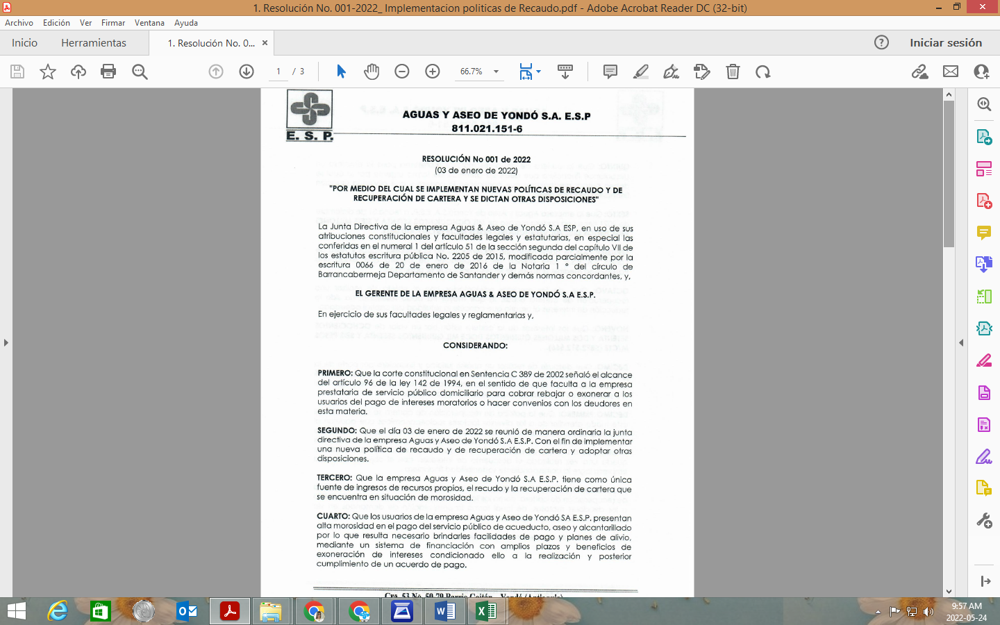 1. Resolución No. 001-2022_ Implementacion politicas de Recaudo.pdf - Adobe Acrobat Reader DC (32-bit)
Archivo Edición Ver Firmar Ventana Ayuda
Inicio Herramientas 1. Resolución No. 0... × Iniciar sesión
1 / 3 66.7%
E. S. P.
AGUAS Y ASEO DE YONDÓ S.A. E.S.P
811.021.151-6
RESOLUCIÓN No 001 de 2022
(03 de enero de 2022)
"POR MEDIO DEL CUAL SE IMPLEMENTAN NUEVAS POLÍTICAS DE RECAUDO Y DE
RECUPERACIÓN DE CARTERA Y SE DICTAN OTRAS DISPOSICIONES"
La Junta Directiva de la empresa Aguas & Aseo de Yondó S.A ESP, en uso de sus
atribuciones constitucionales y facultades legales y estatutarias, en especial las
conferidas en el numeral 1 del artículo 51 de la sección segunda del capítulo VII de
los estatutos escritura pública No. 2205 de 2015, modificada parcialmente por la
escritura 0066 de 20 de enero de 2016 de la Notaria 1 ° del círculo de
Barrancabermeja Departamento de Santander y demás normas concordantes, y,
EL GERENTE DE LA EMPRESA AGUAS & ASEO DE YONDÓ S.A E.S.P.
En ejercicio de sus facultades legales y reglamentarias y,
CONSIDERANDO:
PRIMERO: Que la corte constitucional en Sentencia C 389 de 2002 señaló el alcance
del artículo 96 de la ley 142 de 1994, en el sentido de que faculta a la empresa
prestataria de servicio público domiciliario para cobrar rebajar o exonerar a los
usuarios del pago de intereses moratorios o hacer convenios con los deudores en
esta materia.
SEGUNDO: Que el día 03 de enero de 2022 se reunió de manera ordinaria la junta
directiva de la empresa Aguas y Aseo de Yondó S.A E.S.P. Con el fin de implementar
una nueva política de recaudo y de recuperación de cartera y adoptar otras
disposiciones.
TERCERO: Que la empresa Aguas y Aseo de Yondó S.A E.S.P. tiene como única
fuente de ingresos de recursos propios, el recudo y la recuperación de cartera que
se encuentra en situación de morosidad.
CUARTO: Que los usuarios de la empresa Aguas y Aseo de Yondó SA E.S.P. presentan
alta morosidad en el pago del servicio público de acueducto, aseo y alcantarillado
por lo que resulta necesario brindarles facilidades de pago y planes de alivio,
mediante un sistema de financiación con amplios plazos y beneficios de
exoneración de intereses condicionado ello a la realización y posterior
cumplimiento de un acuerdo de pago.
Cra. 53 No. 50-79 Barrio Gaitán - Yondó (Antioquia)
9:57 AM
2022-05-24